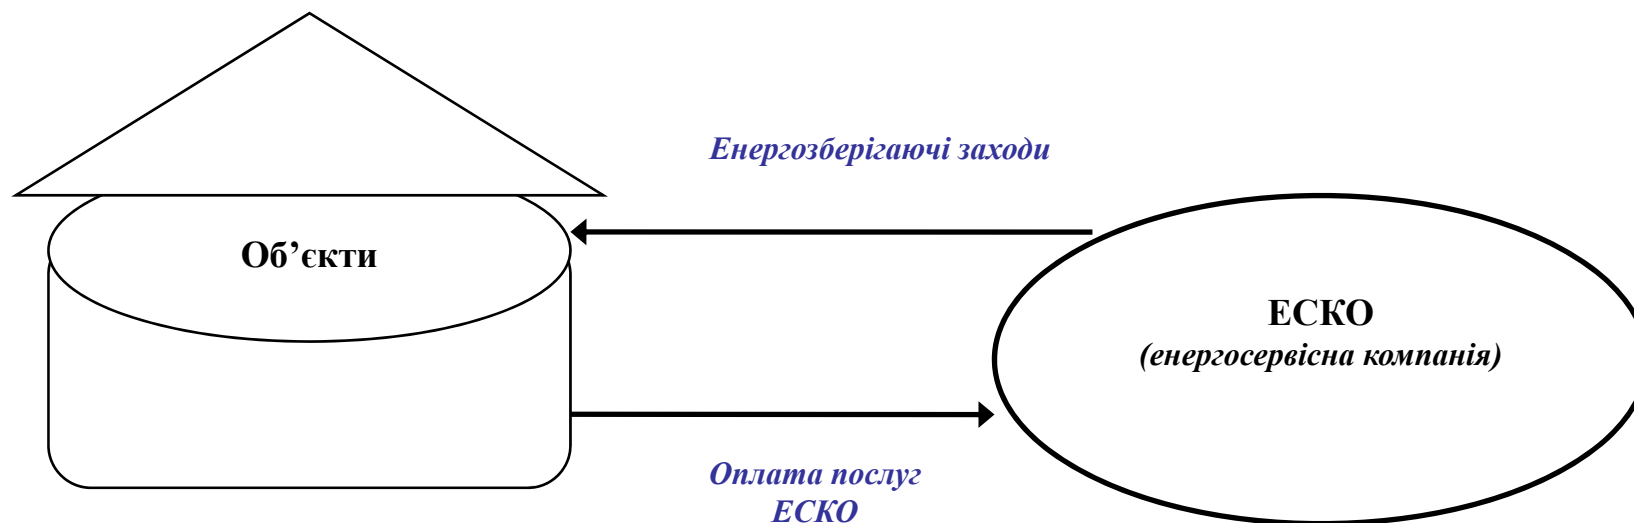 Енергозберігаючі заходи
Об’єкти
ЕСКО
(енергосервісна компанія)
Оплата послуг
ЕСКО